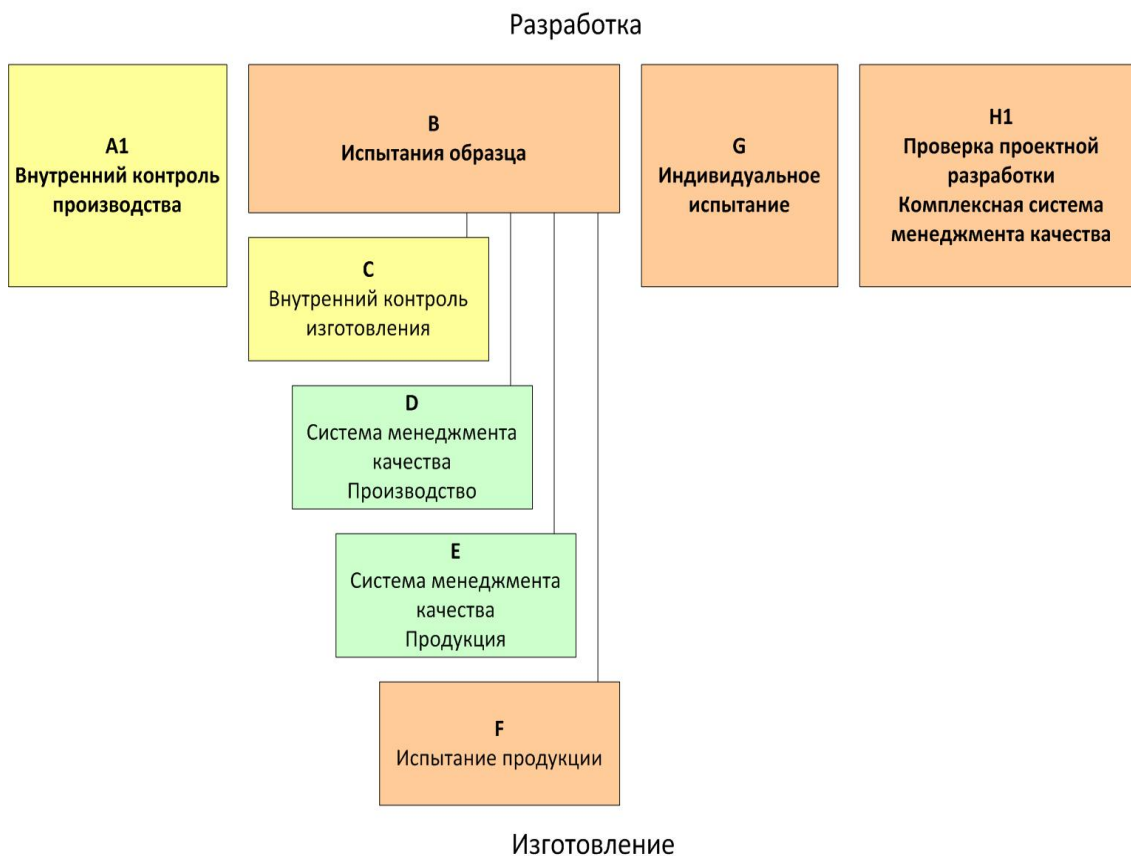 Разработка
A1
Внутренний контроль
производства
B
Испытания образца
G
Индивидуальное
испытание
H1
Проверка проектной
разработки
Комплексная система
менеджмента качества
C
Внутренний контроль
изготовления
D
Система менеджмента
качества
Производство
E
Система менеджмента
качества
Продукция
F
Испытание продукции
Изготовление